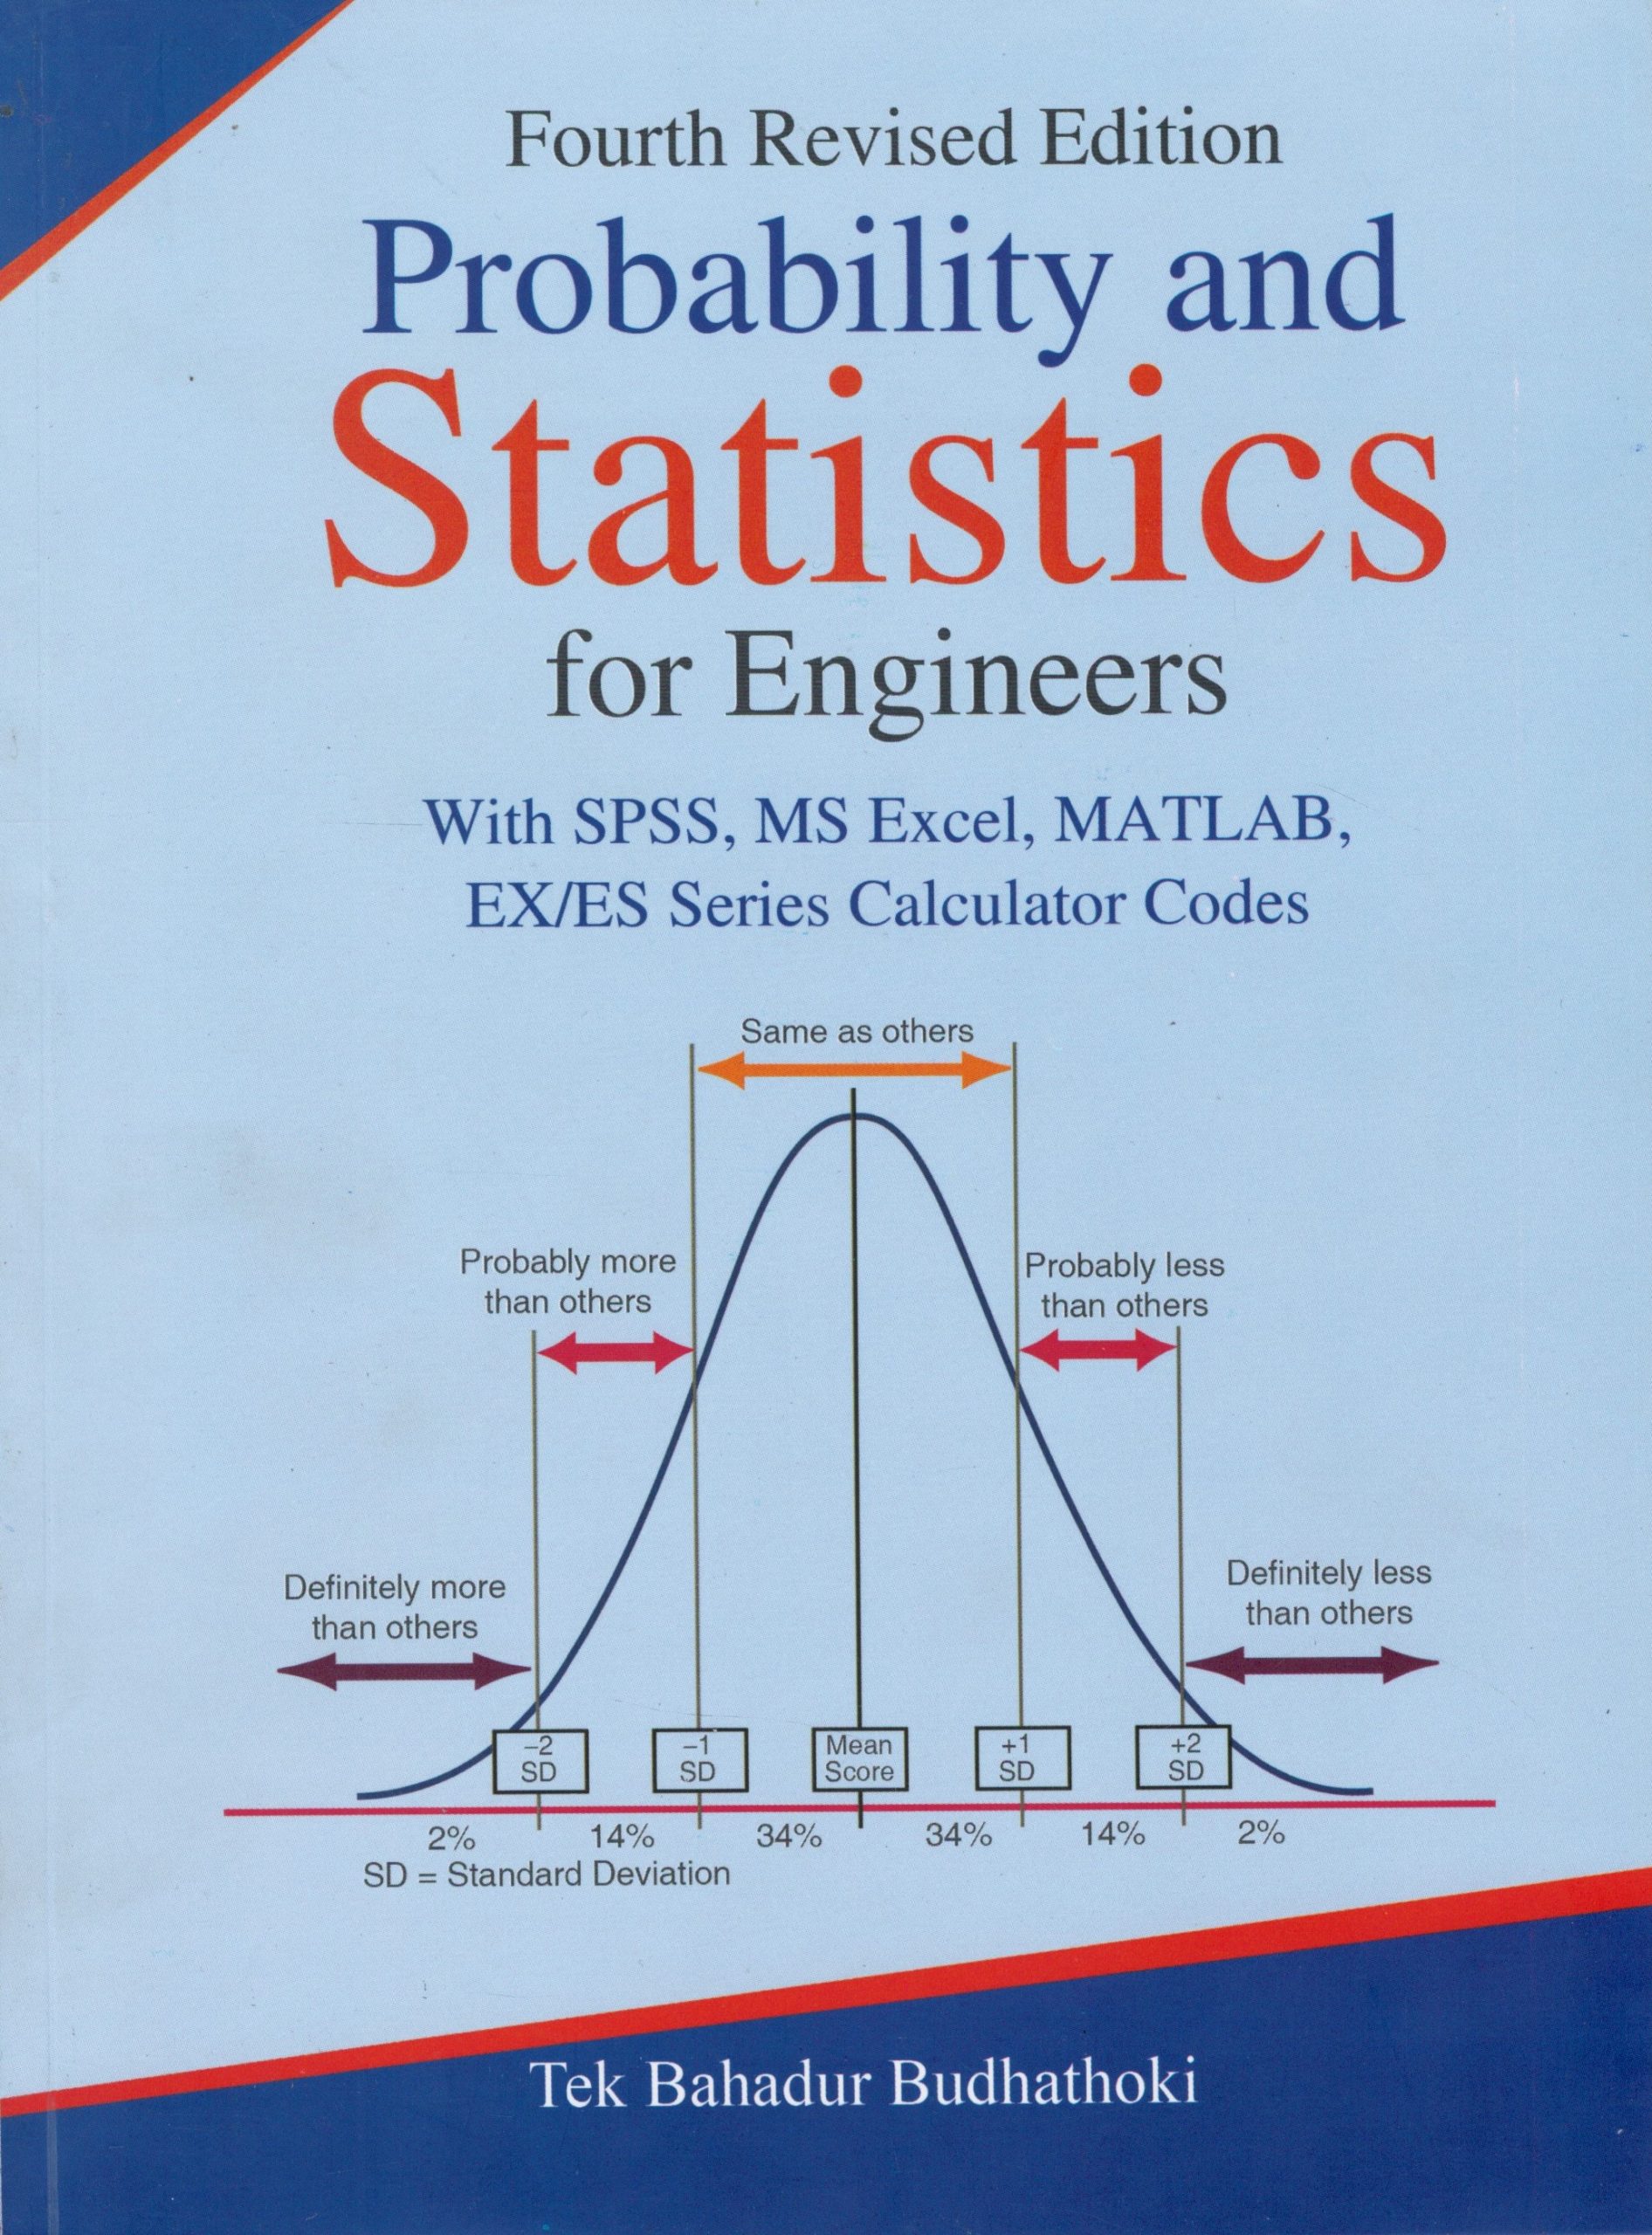 Fourth Revised Edition
Probability and
Statistics
for Engineers
With SPSS, MS Excel, MATLAB,
EX/ES Series Calculator Codes
Same as others
Probably more
than others
Probably less
than others
Definitely more
than others
Definitely less
than others
–2
SD
–1
SD
Mean
Score
+1
SD
+2
SD
2% 14% 34% 34% 14% 2%
SD = Standard Deviation
Tek Bahadur Budhathoki